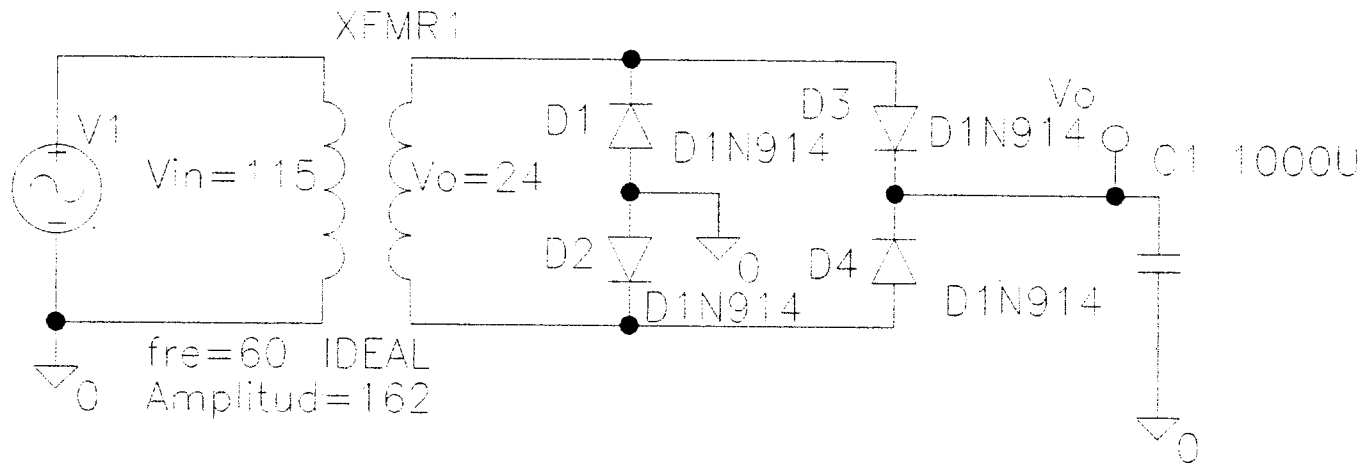 XFMR1
V1
Vin=115
Vo=24
D1
D1N914
D3
D1N914
Vo
C1 1000U
D2
D1N914
0
D4
D1N914
fre=60 IDEAL
Amplitud=162
0
0